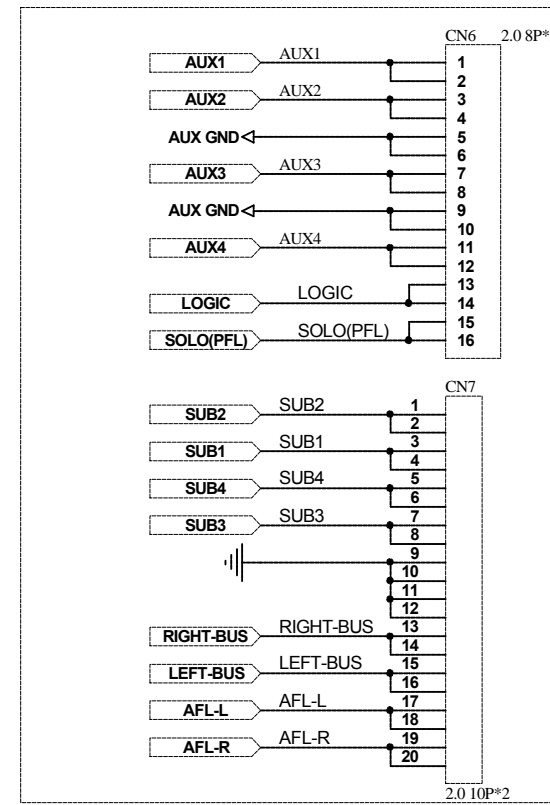 CN6 2.0 8P*
AUX1 AUX1 1
2
AUX2 AUX2 3
4
AUX GND 5
6
AUX3 AUX3 7
8
AUX GND 9
10
AUX4 AUX4 11
12
13
LOGIC LOGIC 14
15
SOLO(PFL) SOLO(PFL) 16
CN7
SUB2 SUB2 1
2
SUB1 SUB1 3
4
SUB4 SUB4 5
6
SUB3 SUB3 7
8
9
10
11
12
RIGHT-BUS RIGHT-BUS 13
14
LEFT-BUS LEFT-BUS 15
16
AFL-L AFL-L 17
18
AFL-R AFL-R 19
20
2.0 10P*2